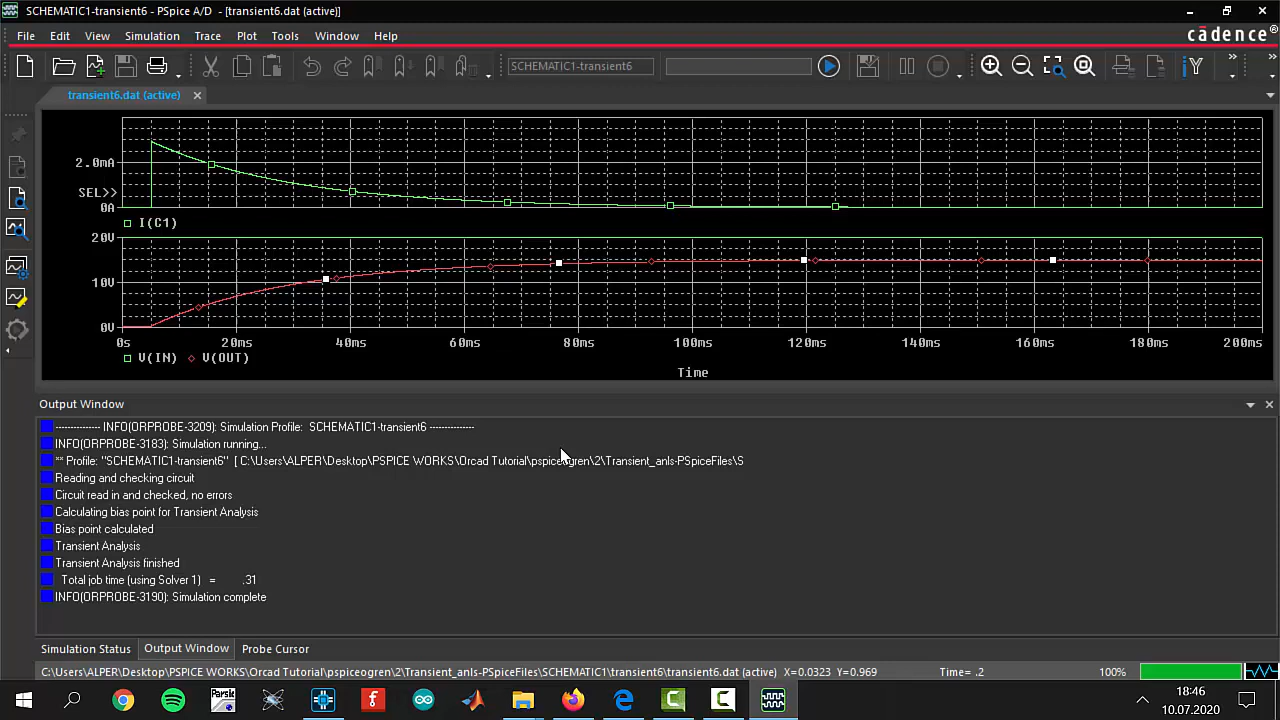 SCHEMATIC1-transient6 - PSpice A/D - [transient6.dat (active)]
File Edit View Simulation Trace Plot Tools Window Help
cādence®
SCHEMATIC1-transient6
transient6.dat (active)
2.0mA
SEL>>
0A
I(C1)
20V
10V
0V
0s 20ms 40ms 60ms 80ms 100ms 120ms 140ms 160ms 180ms 200ms
V(IN) V(OUT)
Time
Output Window
-------------- INFO(ORPROBE-3209): Simulation Profile: SCHEMATIC1-transient6 ---------------
INFO(ORPROBE-3183): Simulation running...
** Profile: "SCHEMATIC1-transient6" [ C:\Users\ALPER\Desktop\PSPICE WORKS\Orcad Tutorial\pspiceogren\2\Transient_anls-PSpiceFiles\S
Reading and checking circuit
Circuit read in and checked, no errors
Calculating bias point for Transient Analysis
Bias point calculated
Transient Analysis
Transient Analysis finished
Total job time (using Solver 1) = .31
INFO(ORPROBE-3190): Simulation complete
Simulation Status Output Window Probe Cursor
C:\Users\ALPER\Desktop\PSPICE WORKS\Orcad Tutorial\pspiceogren\2\Transient_anls-PSpiceFiles\SCHEMATIC1\transient6\transient6.dat (active) X=0.0323 Y=0.969 Time= .2 100%
18:46
10.07.2020